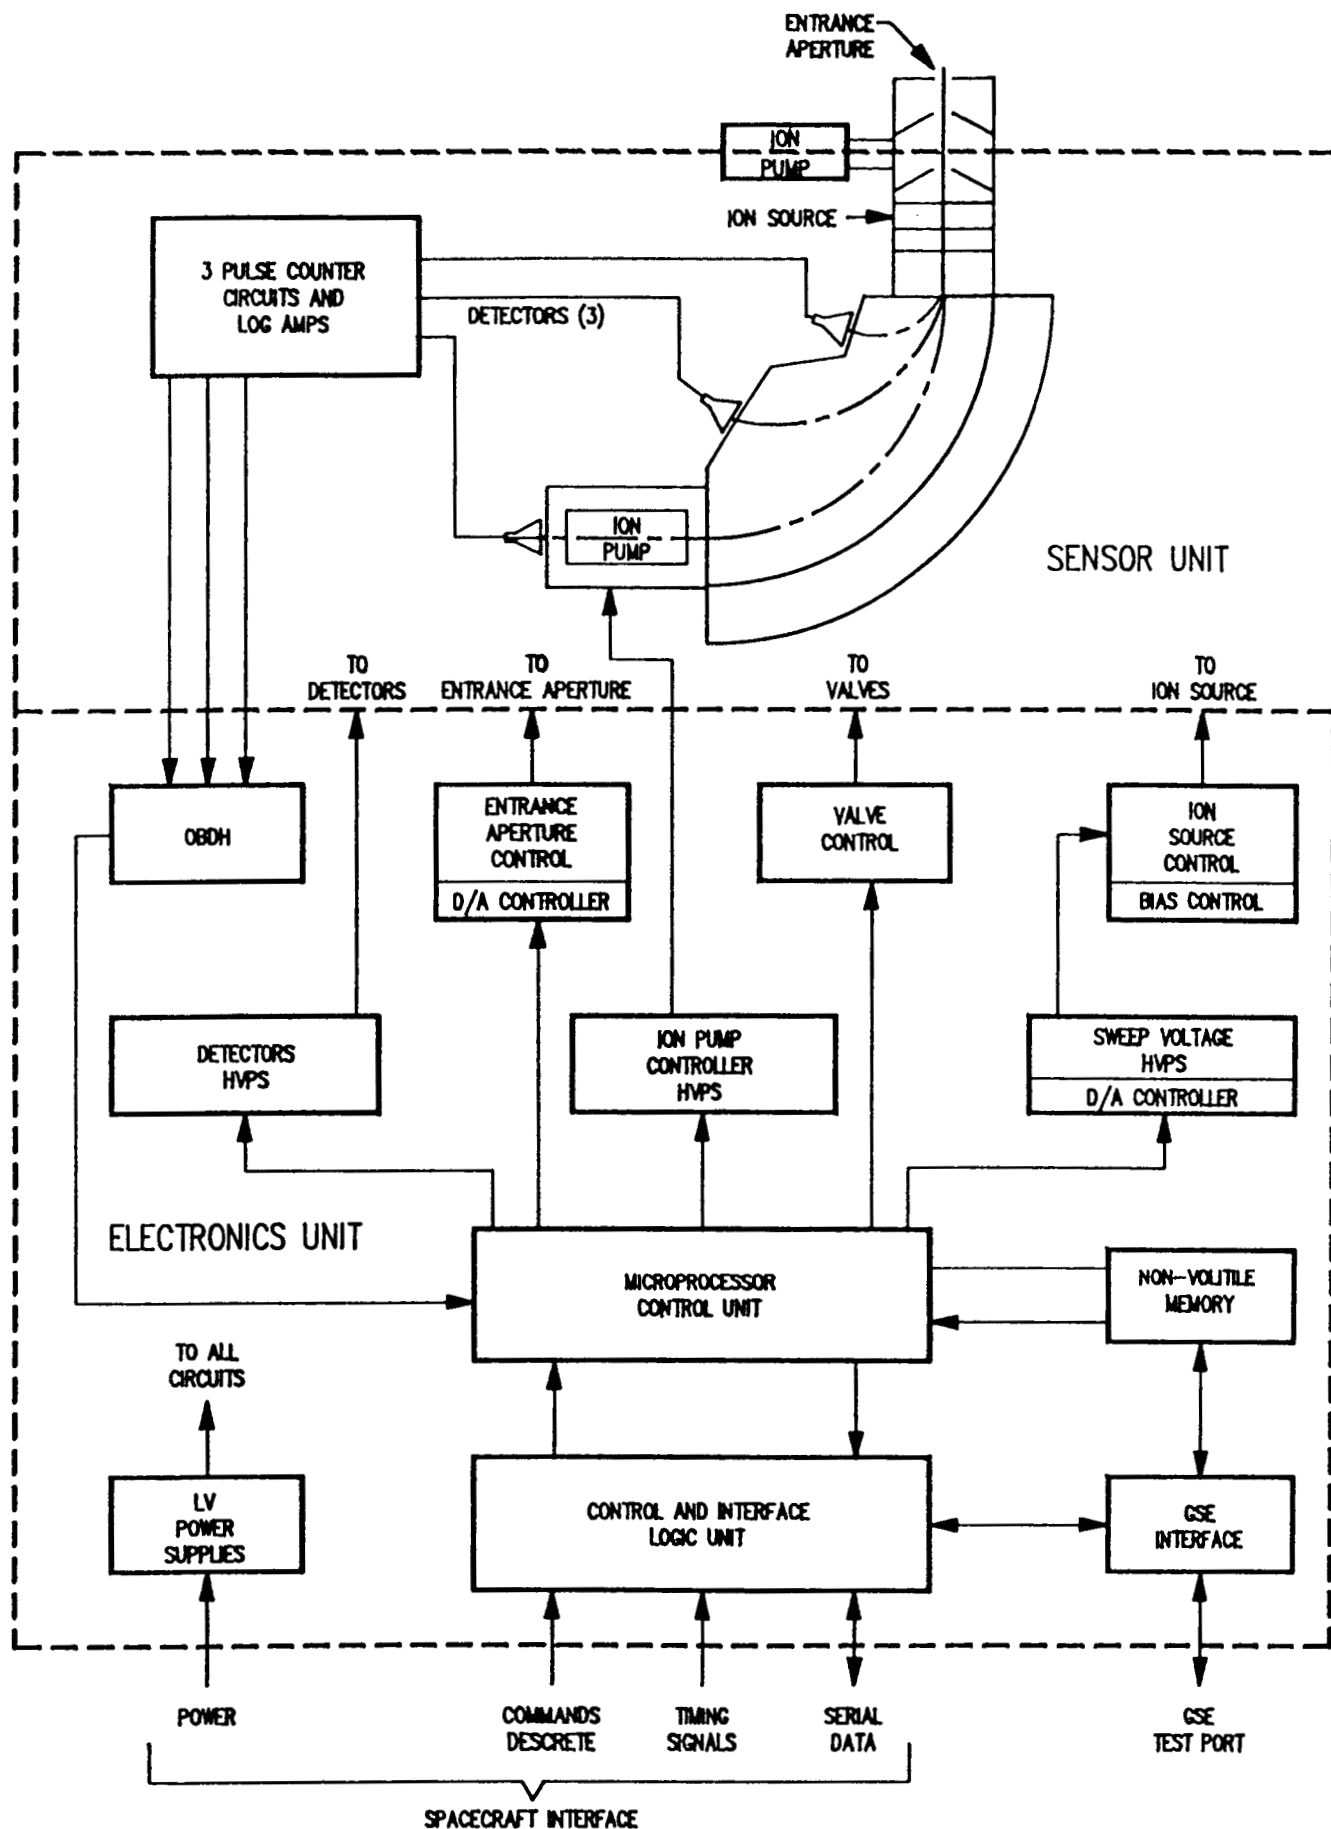 ENTRANCE
APERTURE
ION
PUMP
ION SOURCE
3 PULSE COUNTER
CIRCUITS AND
LOG AMPS
DETECTORS (3)
ION
PUMP
SENSOR UNIT
TO
DETECTORS
TO
ENTRANCE APERTURE
TO
VALVES
TO
ION SOURCE
OBDH
ENTRANCE
APERTURE
CONTROL
D/A CONTROLLER
VALVE
CONTROL
ION
SOURCE
CONTROL
BIAS CONTROL
DETECTORS
HVPS
ION PUMP
CONTROLLER
HVPS
SWEEP VOLTAGE
HVPS
D/A CONTROLLER
ELECTRONICS UNIT
MICROPROCESSOR
CONTROL UNIT
NON-VOLITILE
MEMORY
TO ALL
CIRCUITS
LV
POWER
SUPPLIES
CONTROL AND INTERFACE
LOGIC UNIT
GSE
INTERFACE
POWER
COMMANDS
DESCRETE
TIMING
SIGNALS
SERIAL
DATA
GSE
TEST PORT
SPACECRAFT INTERFACE